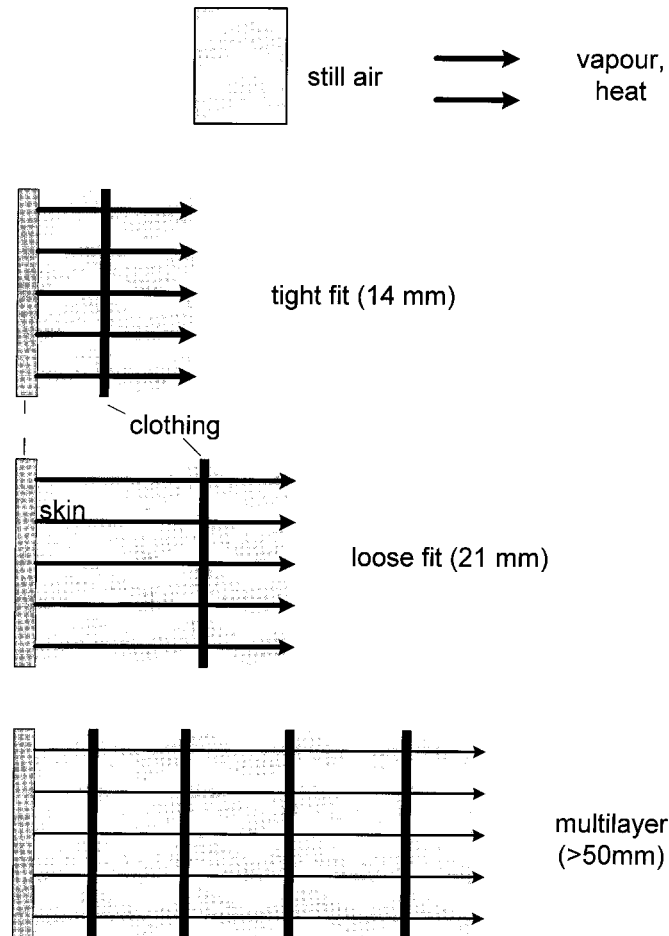 still air
vapour,
heat
tight fit (14 mm)
clothing
skin
loose fit (21 mm)
multilayer
(>50mm)